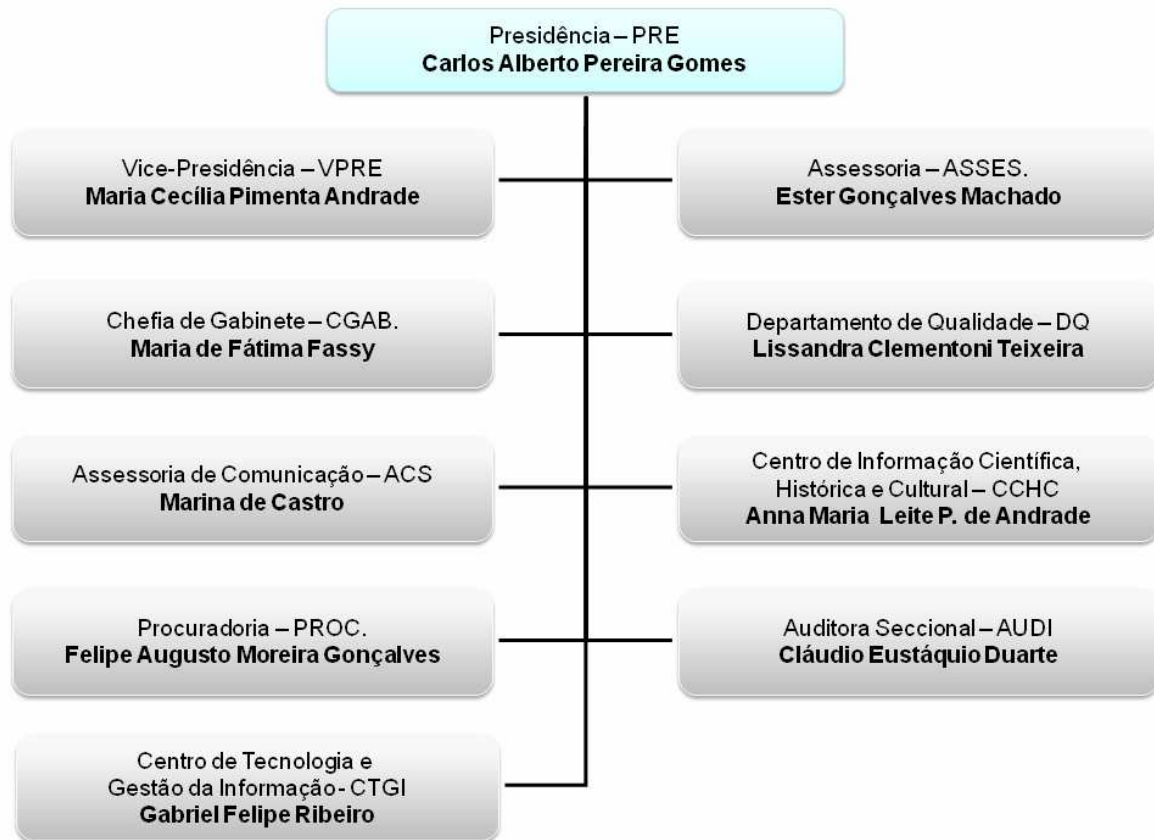 Presidência – PRE
Carlos Alberto Pereira Gomes
Vice-Presidência – VPRE
Maria Cecília Pimenta Andrade
Assessoria – ASSES.
Ester Gonçalves Machado
Chefia de Gabinete – CGAB.
Maria de Fátima Fassy
Departamento de Qualidade – DQ
Lissandra Clementoni Teixeira
Assessoria de Comunicação – ACS
Marina de Castro
Centro de Informação Científica,
Histórica e Cultural – CCHC
Anna Maria Leite P. de Andrade
Procuradoria – PROC.
Felipe Augusto Moreira Gonçalves
Auditora Seccional – AUDI
Cláudio Eustáquio Duarte
Centro de Tecnologia e
Gestão da Informação- CTGI
Gabriel Felipe Ribeiro